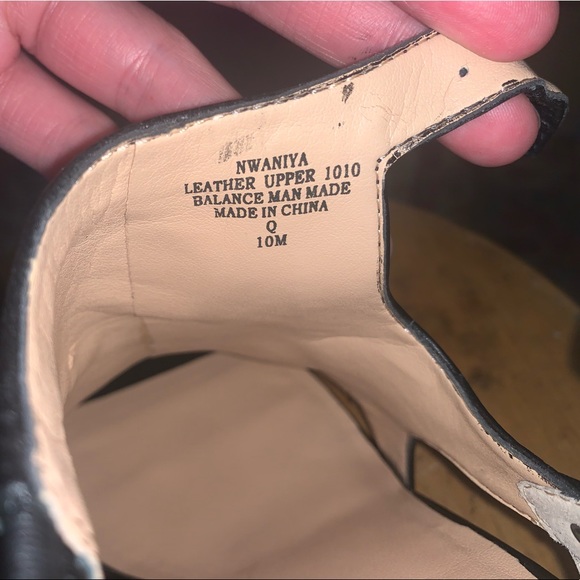 NWANIYA
LEATHER UPPER 1010
BALANCE MAN MADE
MADE IN CHINA
Q
10M